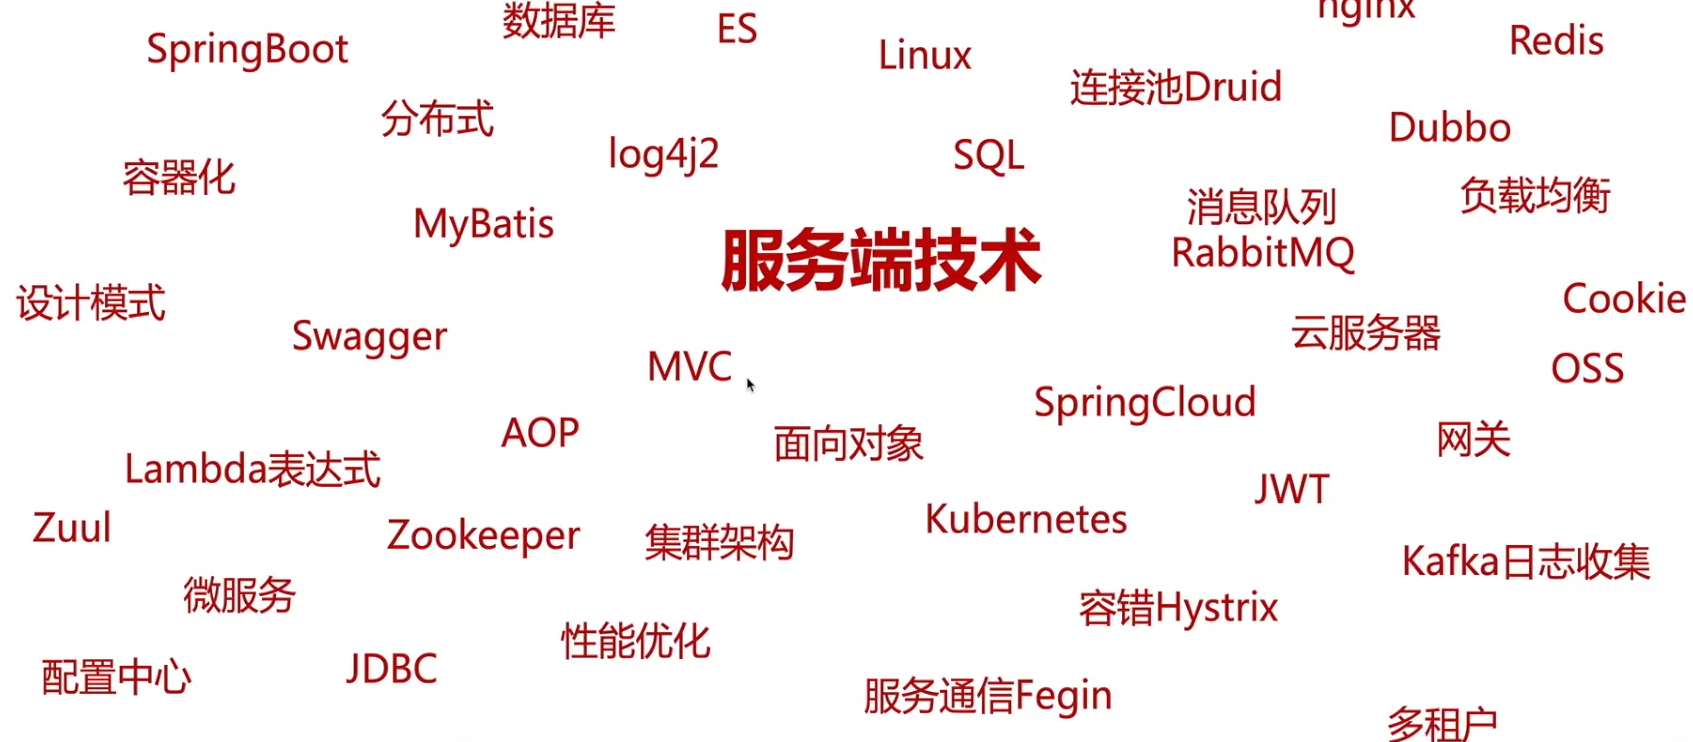 nginx
数据库
ES
Redis
SpringBoot
Linux
连接池Druid
分布式
Dubbo
log4j2
SQL
容器化
负载均衡
消息队列
RabbitMQ
MyBatis
服务端技术
设计模式
Cookie
Swagger
云服务器
MVC
OSS
SpringCloud
AOP
面向对象
网关
Lambda表达式
JWT
Kubernetes
Zuul
Zookeeper
集群架构
Kafka日志收集
微服务
容错Hystrix
性能优化
配置中心
JDBC
服务通信Fegin
多租户